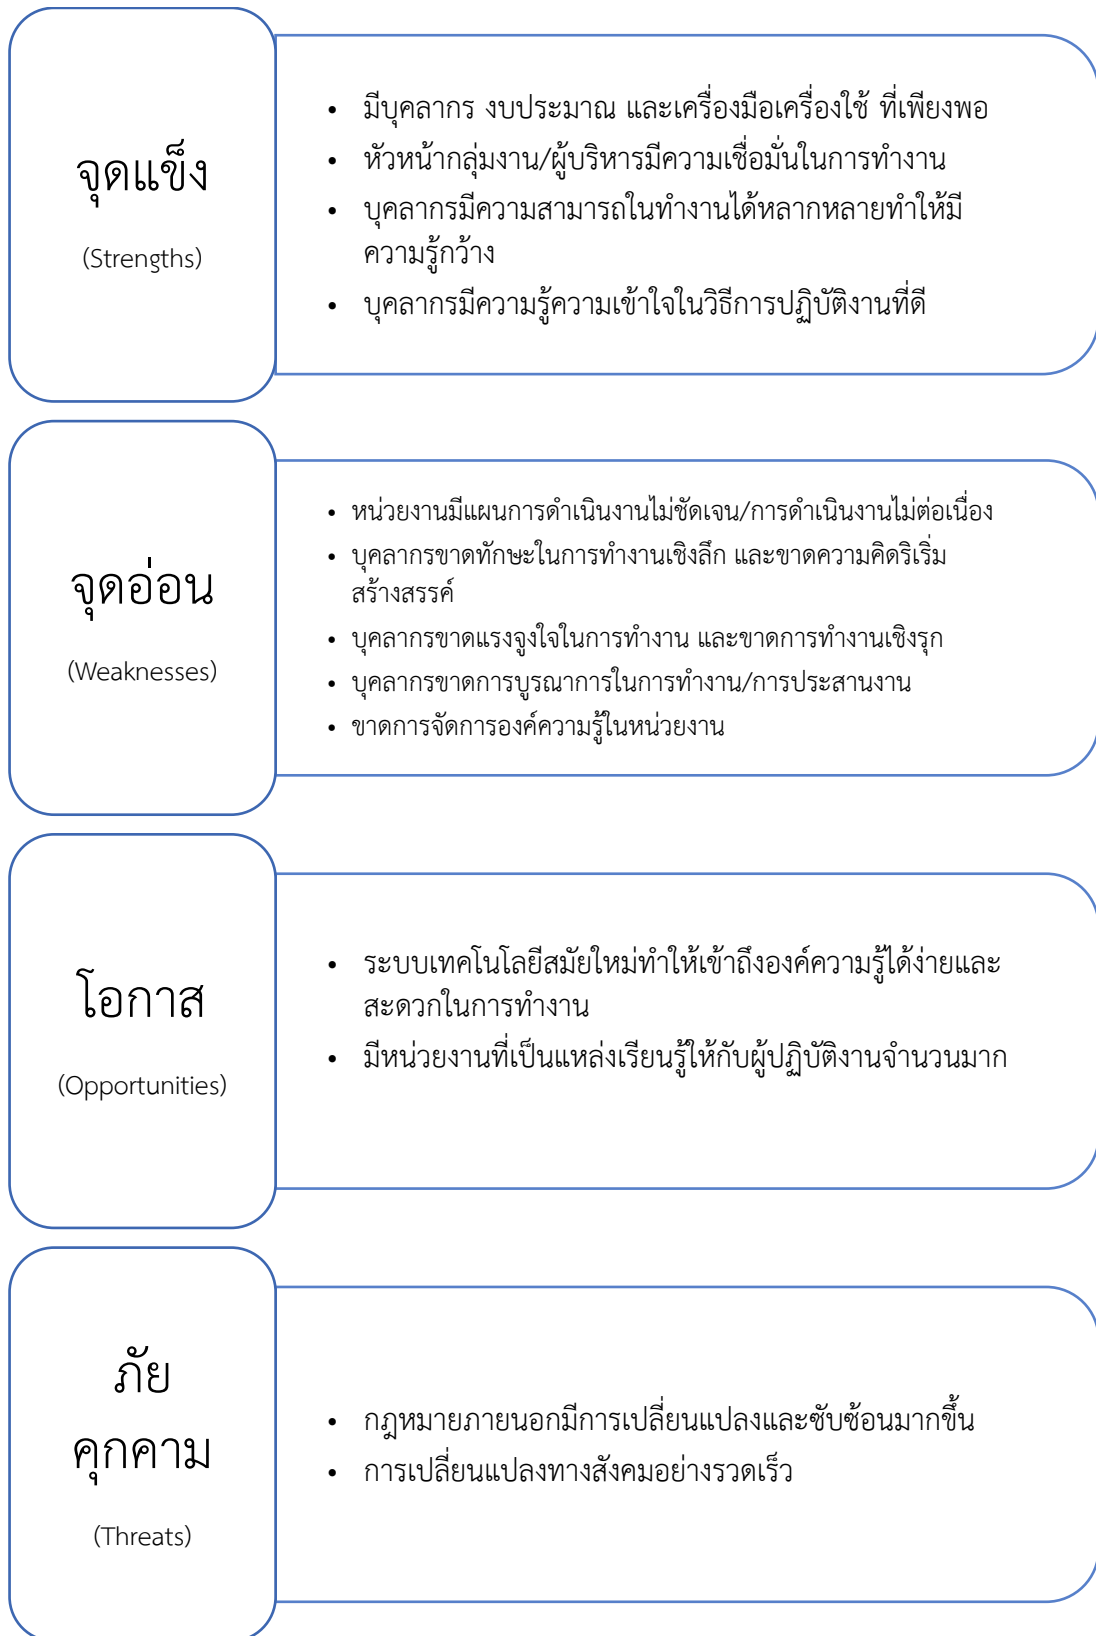 จุดแข็ง
(Strengths)
• มีบุคลากร งบประมาณ และเครื่องมือเครื่องใช้ ที่เพียงพอ
• หัวหน้ากลุ่มงาน/ผู้บริหารมีความเชื่อมั่นในการทำงาน
• บุคลากรมีความสามารถในทำงานได้หลากหลายทำให้มี
ความรู้กว้าง
• บุคลากรมีความรู้ความเข้าใจในวิธีการปฏิบัติงานที่ดี
จุดอ่อน
(Weaknesses)
• หน่วยงานมีแผนการดำเนินงานไม่ชัดเจน/การดำเนินงานไม่ต่อเนื่อง
• บุคลากรขาดทักษะในการทำงานเชิงลึก และขาดความคิดริเริ่ม
สร้างสรรค์
• บุคลากรขาดแรงจูงใจในการทำงาน และขาดการทำงานเชิงรุก
• บุคลากรขาดการบูรณาการในการทำงาน/การประสานงาน
• ขาดการจัดการองค์ความรู้ในหน่วยงาน
โอกาส
(Opportunities)
• ระบบเทคโนโลยีสมัยใหม่ทำให้เข้าถึงองค์ความรู้ได้ง่ายและ
สะดวกในการทำงาน
• มีหน่วยงานที่เป็นแหล่งเรียนรู้ให้กับผู้ปฏิบัติงานจำนวนมาก
ภัย
คุกคาม
(Threats)
• กฎหมายภายนอกมีการเปลี่ยนแปลงและซับซ้อนมากขึ้น
• การเปลี่ยนแปลงทางสังคมอย่างรวดเร็ว